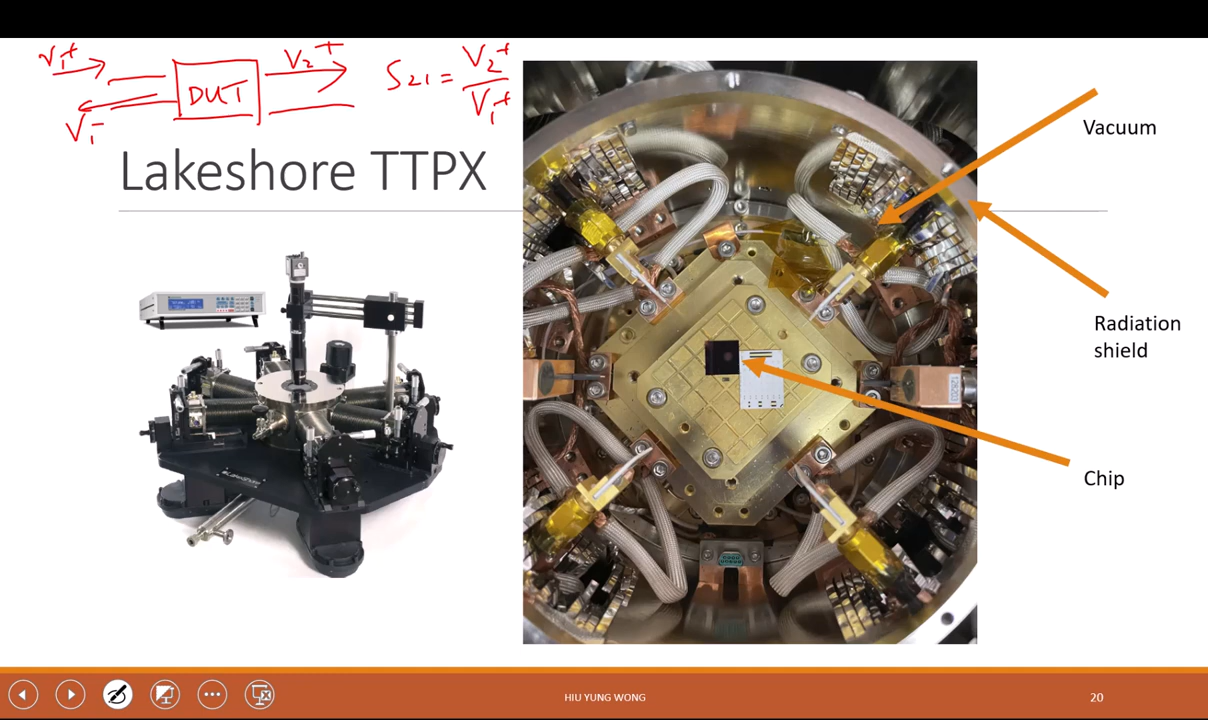 V₁⁺
V₁⁻
DUT
V₂⁺
S₂₁ = V₂⁺ / V₁⁺
Lakeshore TTPX
Vacuum
Radiation
shield
Chip
HIU YUNG WONG
20